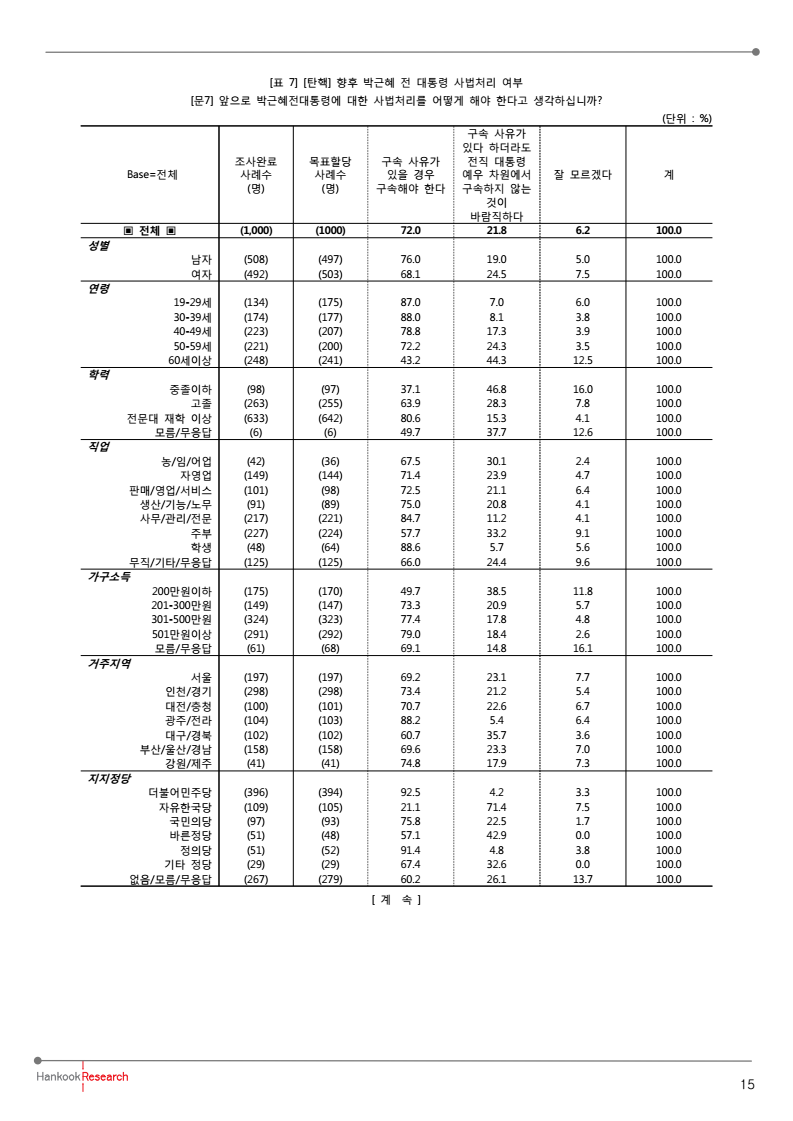 [표 7] [탄핵] 향후 박근혜 전 대통령 사법처리 여부
[문7] 앞으로 박근혜전대통령에 대한 사법처리를 어떻게 해야 한다고 생각하십니까?
(단위 : %)
Base=전체 조사완료 사례수 (명) 목표할당 사례수 (명) 구속 사유가 있을 경우 구속해야 한다 구속 사유가 있다 하더라도 전직 대통령 예우 차원에서 구속하지 않는 것이 바람직하다 잘 모르겠다 계
▣ 전체 ▣ (1,000) (1000) 72.0 21.8 6.2 100.0
성별
남자 (508) (497) 76.0 19.0 5.0 100.0
여자 (492) (503) 68.1 24.5 7.5 100.0
연령
19-29세 (134) (175) 87.0 7.0 6.0 100.0
30-39세 (174) (177) 88.0 8.1 3.8 100.0
40-49세 (223) (207) 78.8 17.3 3.9 100.0
50-59세 (221) (200) 72.2 24.3 3.5 100.0
60세이상 (248) (241) 43.2 44.3 12.5 100.0
학력
중졸이하 (98) (97) 37.1 46.8 16.0 100.0
고졸 (263) (255) 63.9 28.3 7.8 100.0
전문대 재학 이상 (633) (642) 80.6 15.3 4.1 100.0
모름/무응답 (6) (6) 49.7 37.7 12.6 100.0
직업
농/임/어업 (42) (36) 67.5 30.1 2.4 100.0
자영업 (149) (144) 71.4 23.9 4.7 100.0
판매/영업/서비스 (101) (98) 72.5 21.1 6.4 100.0
생산/기능/노무 (91) (89) 75.0 20.8 4.1 100.0
사무/관리/전문 (217) (221) 84.7 11.2 4.1 100.0
주부 (227) (224) 57.7 33.2 9.1 100.0
학생 (48) (64) 88.6 5.7 5.6 100.0
무직/기타/무응답 (125) (125) 66.0 24.4 9.6 100.0
가구소득
200만원이하 (175) (170) 49.7 38.5 11.8 100.0
201-300만원 (149) (147) 73.3 20.9 5.7 100.0
301-500만원 (324) (323) 77.4 17.8 4.8 100.0
501만원이상 (291) (292) 79.0 18.4 2.6 100.0
모름/무응답 (61) (68) 69.1 14.8 16.1 100.0
거주지역
서울 (197) (197) 69.2 23.1 7.7 100.0
인천/경기 (298) (298) 73.4 21.2 5.4 100.0
대전/충청 (100) (101) 70.7 22.6 6.7 100.0
광주/전라 (104) (103) 88.2 5.4 6.4 100.0
대구/경북 (102) (102) 60.7 35.7 3.6 100.0
부산/울산/경남 (158) (158) 69.6 23.3 7.0 100.0
강원/제주 (41) (41) 74.8 17.9 7.3 100.0
지지정당
더불어민주당 (396) (394) 92.5 4.2 3.3 100.0
자유한국당 (109) (105) 21.1 71.4 7.5 100.0
국민의당 (97) (93) 75.8 22.5 1.7 100.0
바른정당 (51) (48) 57.1 42.9 0.0 100.0
정의당 (51) (52) 91.4 4.8 3.8 100.0
기타 정당 (29) (29) 67.4 32.6 0.0 100.0
없음/모름/무응답 (267) (279) 60.2 26.1 13.7 100.0
[ 계 속 ]
Hankook Research
15